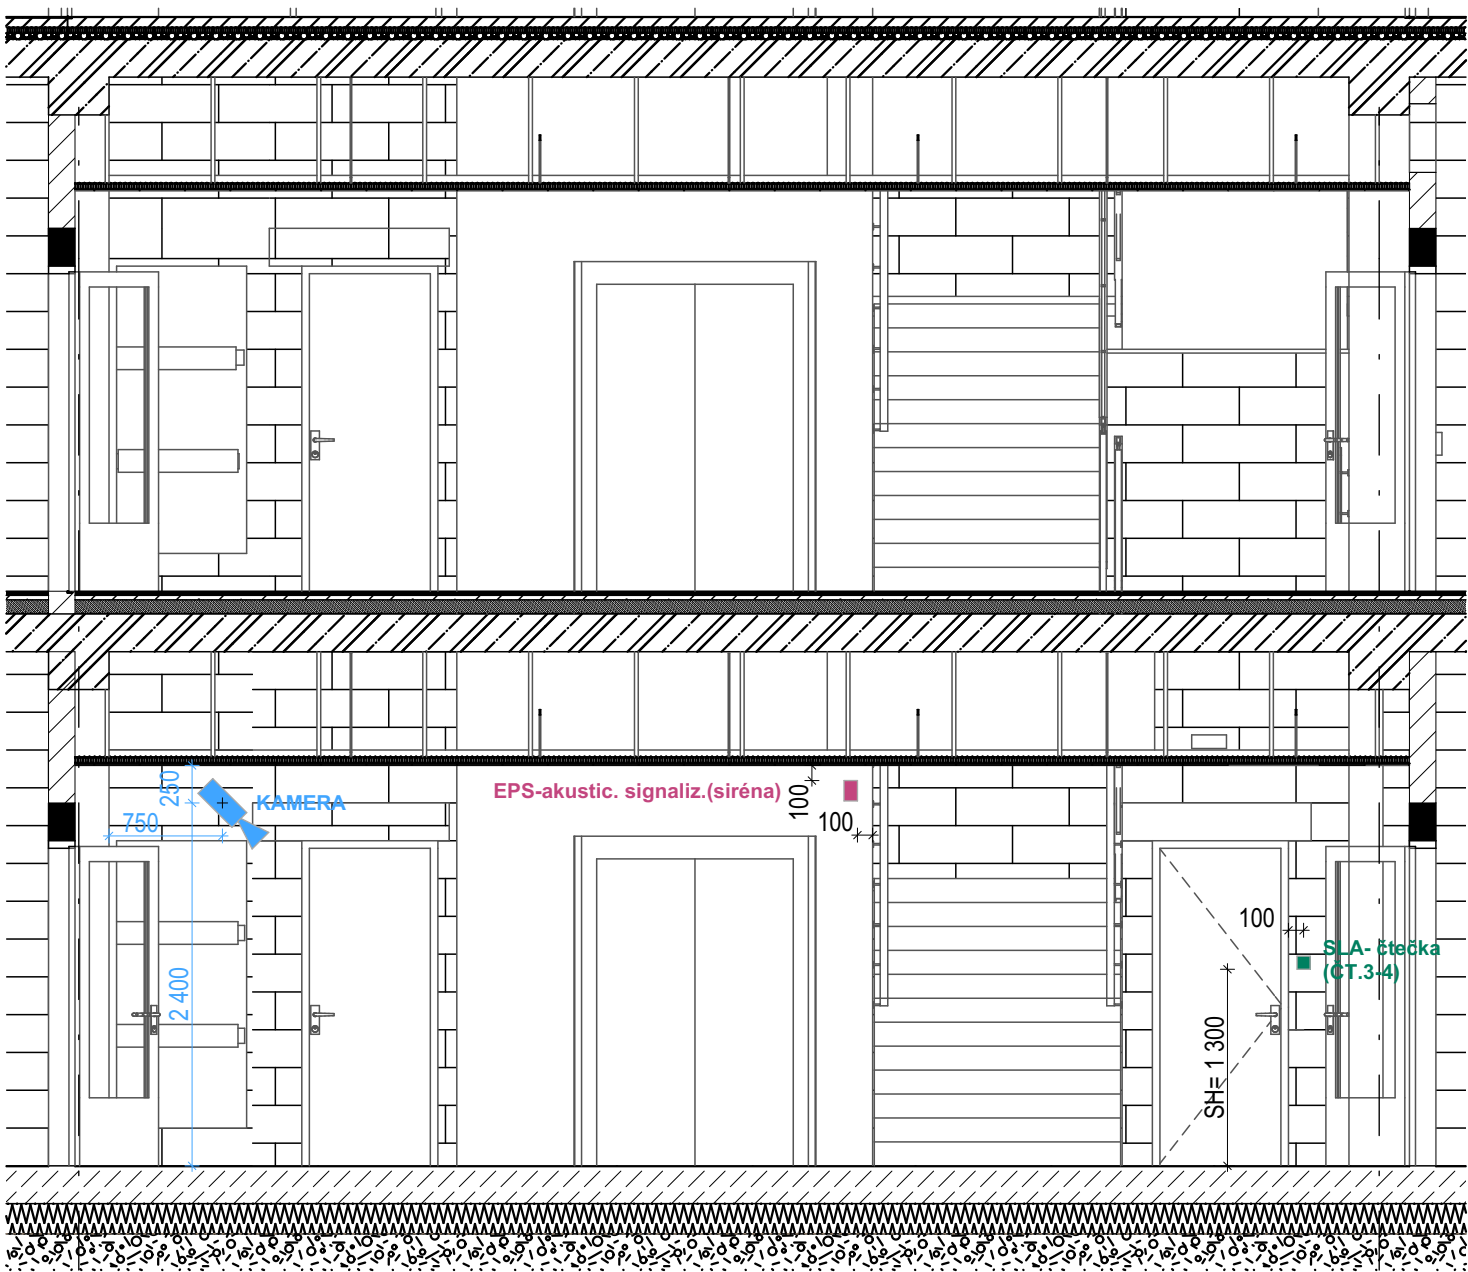 250
KAMERA
750
2 400
EPS-akustic. signaliz.(siréna)
100
100
100
SLA- čtečka
(ČT.3-4)
SH= 1 300